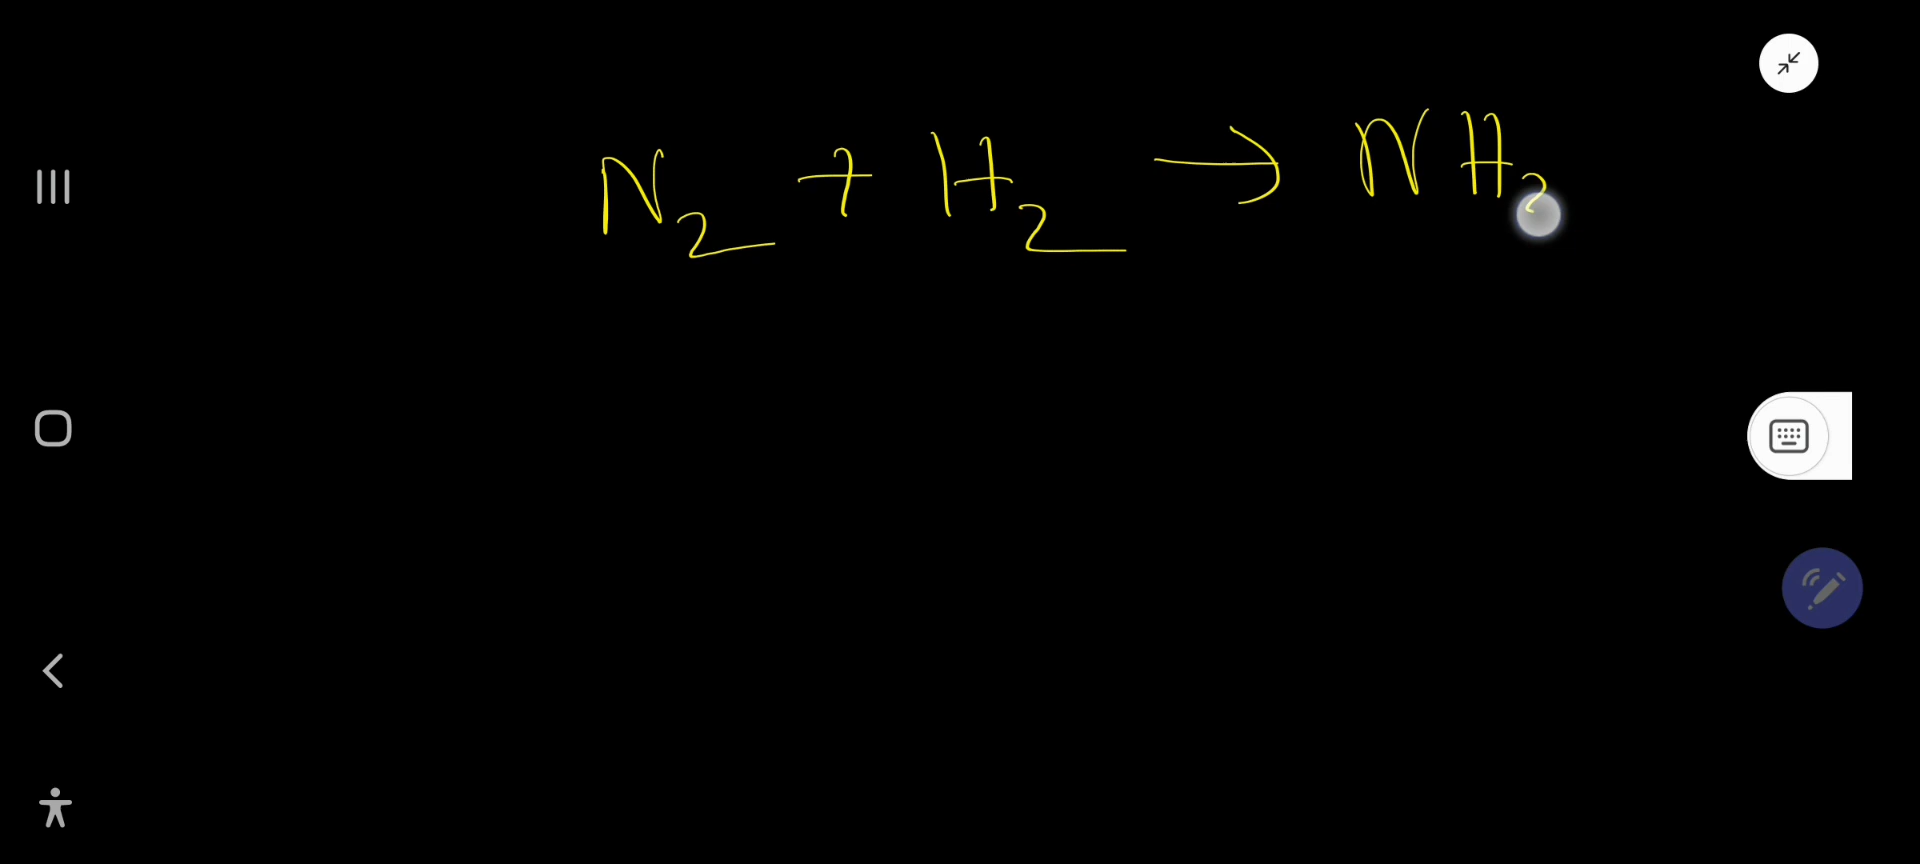 N₂ + H₂ → NH₂